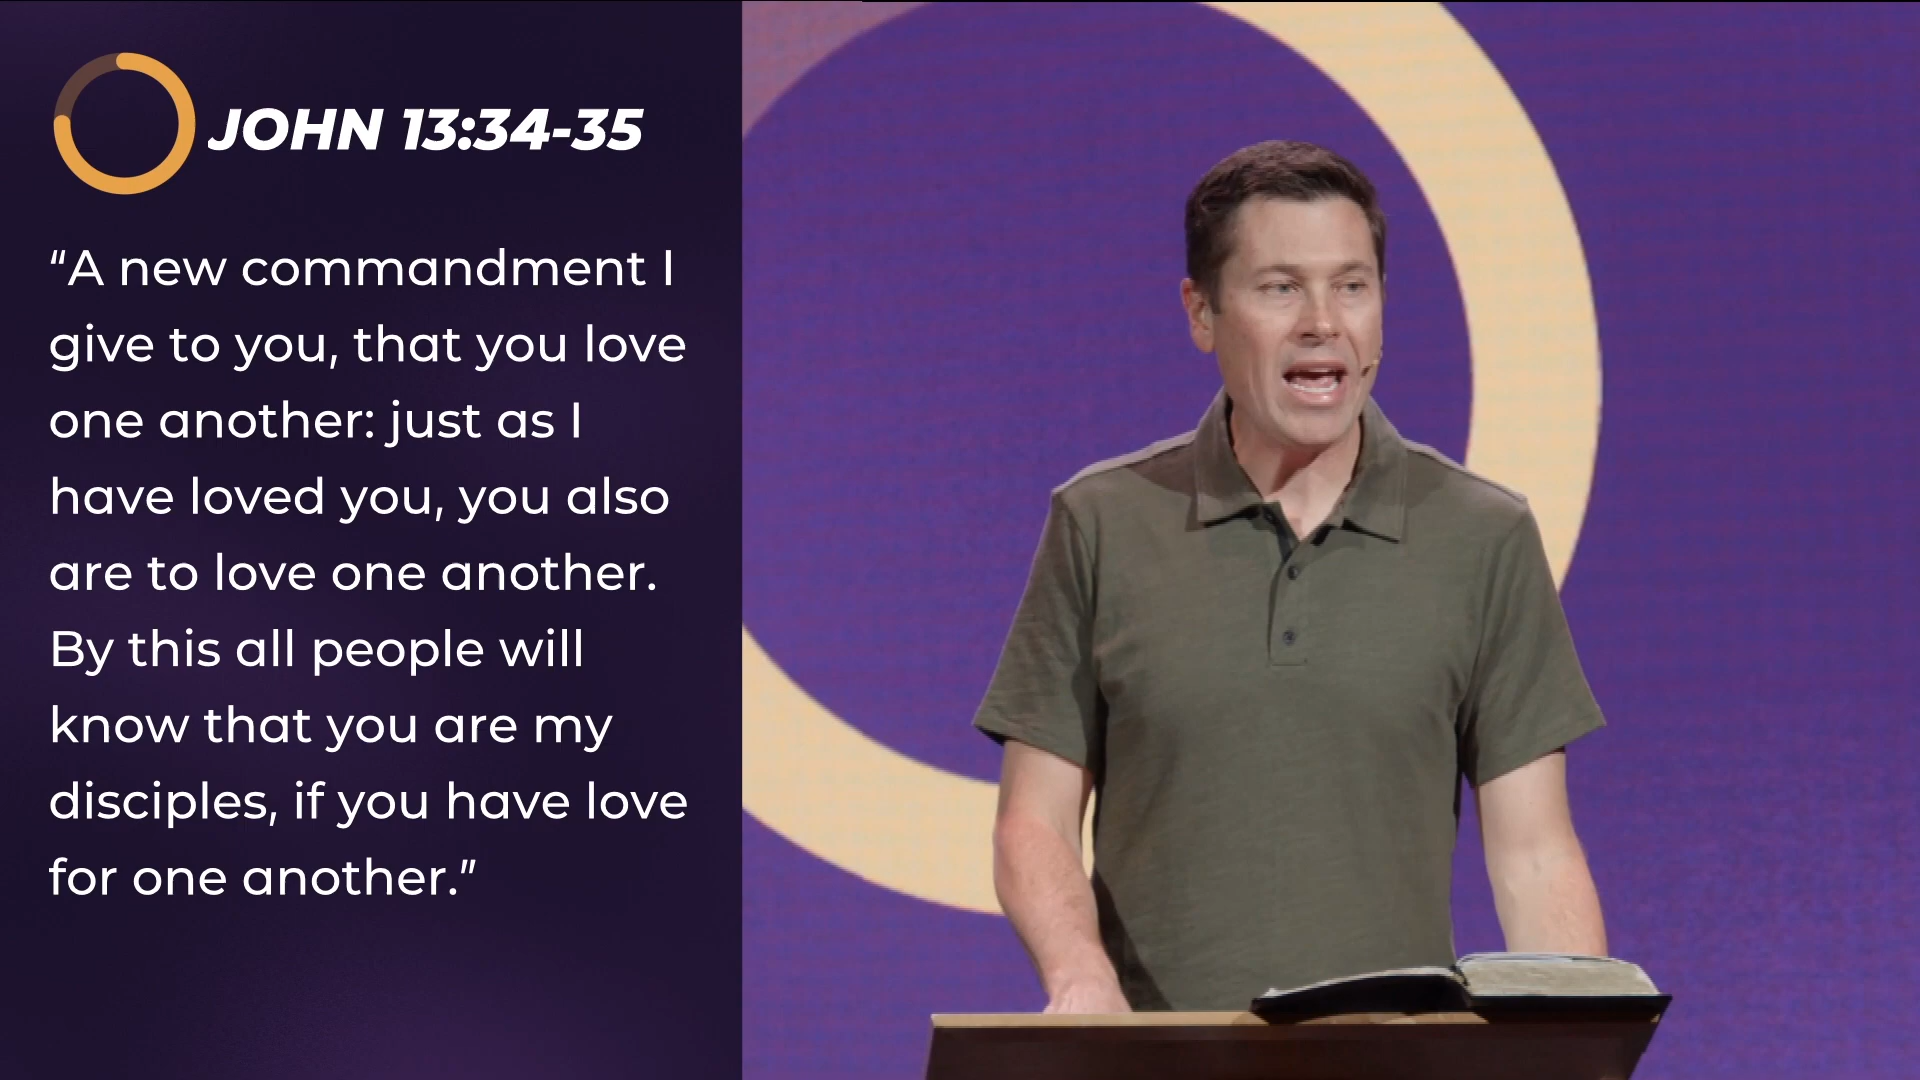 JOHN 13:34-35
“A new commandment I
give to you, that you love
one another: just as I
have loved you, you also
are to love one another.
By this all people will
know that you are my
disciples, if you have love
for one another.”